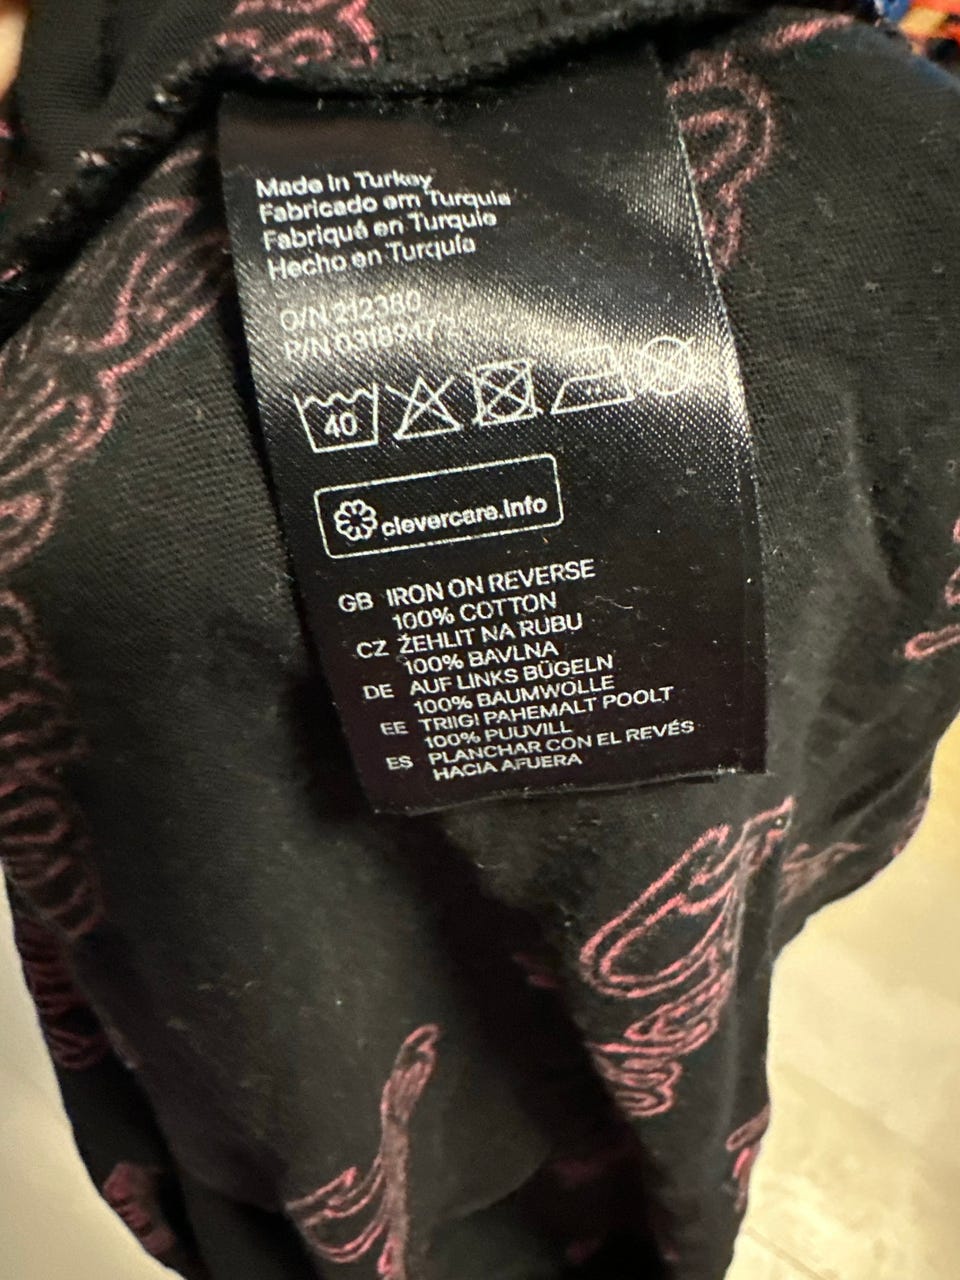 Made in Turkey
Fabricado em Turquia
Fabriqué en Turquie
Hecho en Turquía
O/N.212380
40
clevercare.info
GB IRON ON REVERSE
100% COTTON
CZ ŽEHLIT NA RUBU
100% BAVLNA
DE AUF LINKS BÜGELN
100% BAUMWOLLE
EE TRIIGI PAHEMALT POOLT
100% PUUVILL
ES PLANCHAR CON EL REVÉS
HACIA AFUERA